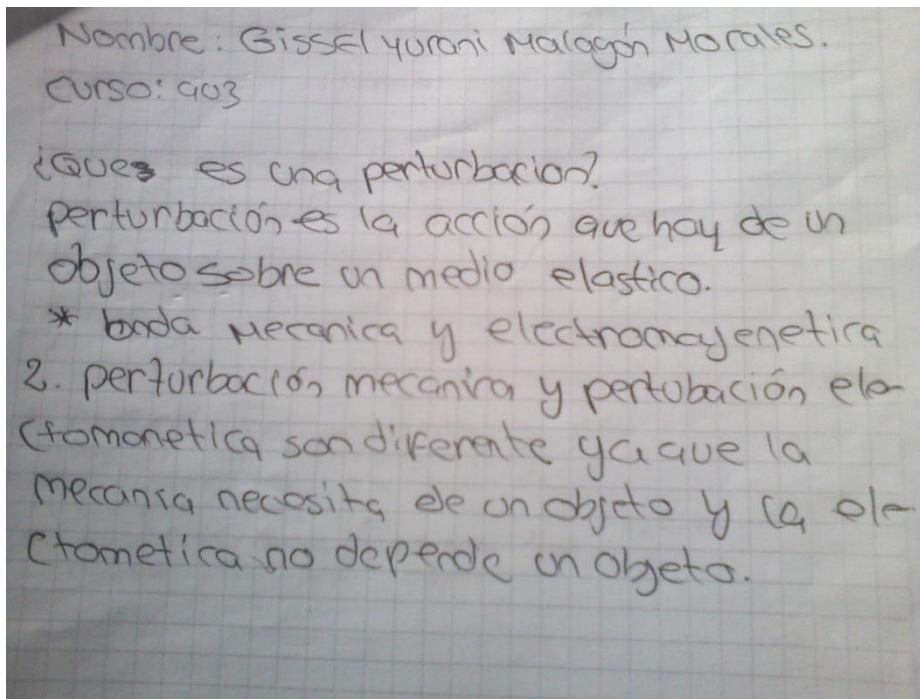 Nombre: Gissel yurani Malagón Morales.
Curso: 903
¿Ques es una perturbacion?
perturbación es la acción que hay de un
objeto sobre un medio elastico.
* onda Mecanica y electromagenetica
2. perturbación mecanica y pertubación ele-
ctomonetica son diferente ya que la
mecania necesita de un objeto y la ele-
ctometica no depende un objeto.